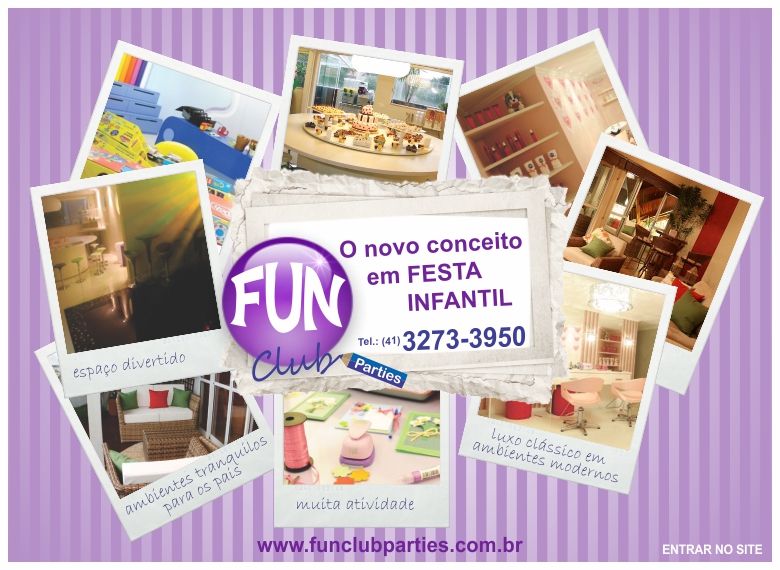 O novo conceito
em FESTA
INFANTIL
FUN
Club
Parties
Tel.: (41) 3273-3950
espaço divertido
ambientes tranquilos
para os pais
muita atividade
luxo clássico em
ambientes modernos
www.funclubparties.com.br
ENTRAR NO SITE